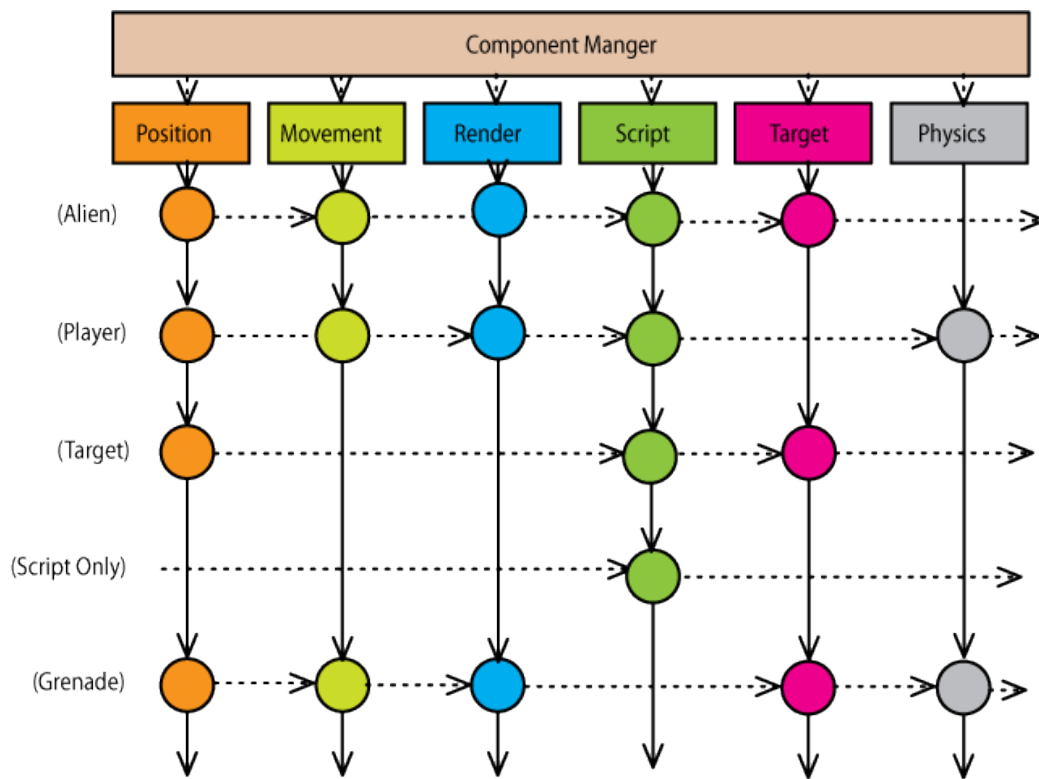 Component Manger
Position
Movement
Render
Script
Target
Physics
(Alien)
(Player)
(Target)
(Script Only)
(Grenade)